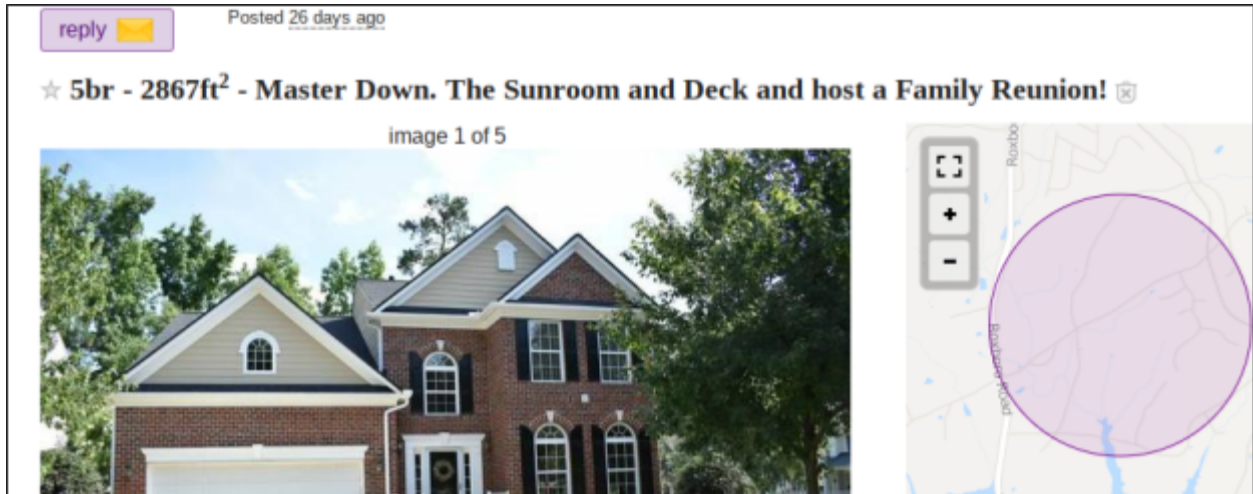 reply
Posted 26 days ago
5br - 2867ft² - Master Down. The Sunroom and Deck and host a Family Reunion!
image 1 of 5
Roxbo
+
-
Roxboro Road